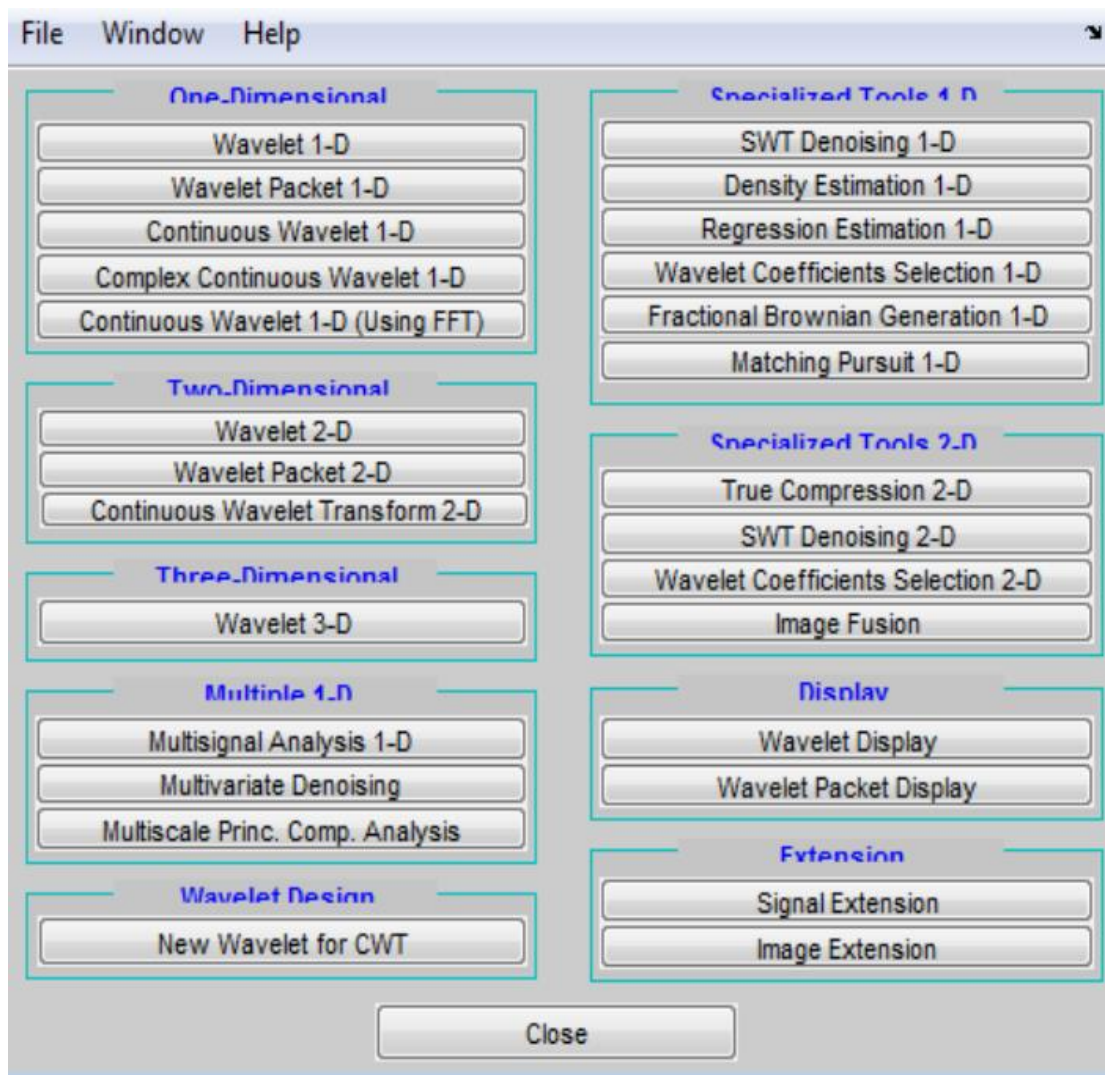 File Window Help
One-Dimensional
Wavelet 1-D
Wavelet Packet 1-D
Continuous Wavelet 1-D
Complex Continuous Wavelet 1-D
Continuous Wavelet 1-D (Using FFT)
Two-Dimensional
Wavelet 2-D
Wavelet Packet 2-D
Continuous Wavelet Transform 2-D
Three-Dimensional
Wavelet 3-D
Multiple 1-D
Multisignal Analysis 1-D
Multivariate Denoising
Multiscale Princ. Comp. Analysis
Wavelet Design
New Wavelet for CWT
Specialized Tools 1-D
SWT Denoising 1-D
Density Estimation 1-D
Regression Estimation 1-D
Wavelet Coefficients Selection 1-D
Fractional Brownian Generation 1-D
Matching Pursuit 1-D
Specialized Tools 2-D
True Compression 2-D
SWT Denoising 2-D
Wavelet Coefficients Selection 2-D
Image Fusion
Display
Wavelet Display
Wavelet Packet Display
Extension
Signal Extension
Image Extension
Close